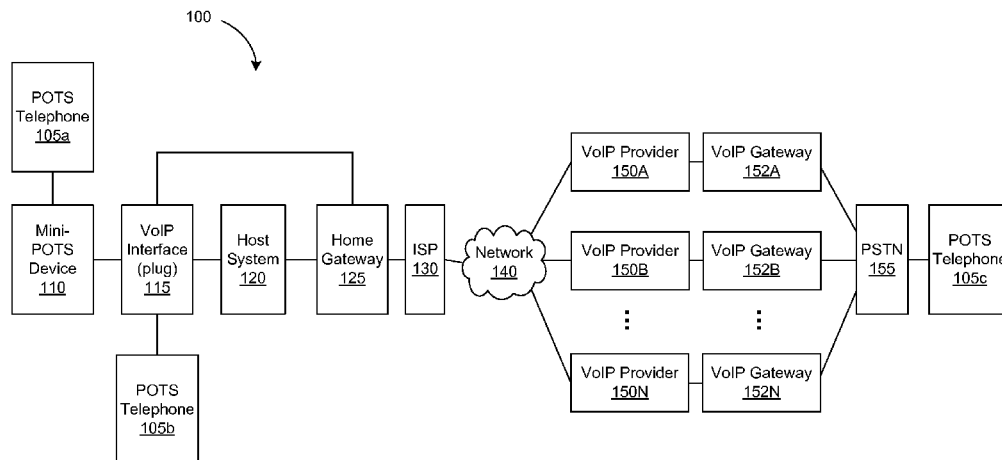 100
POTS
Telephone
105a
Mini-
POTS
Device
110
VoIP
Interface
(plug)
115
Host
System
120
Home
Gateway
125
ISP
130
Network
140
POTS
Telephone
105b
VoIP Provider
150A
VoIP Gateway
152A
VoIP Provider
150B
VoIP Gateway
152B
VoIP Provider
150N
VoIP Gateway
152N
PSTN
155
POTS
Telephone
105c